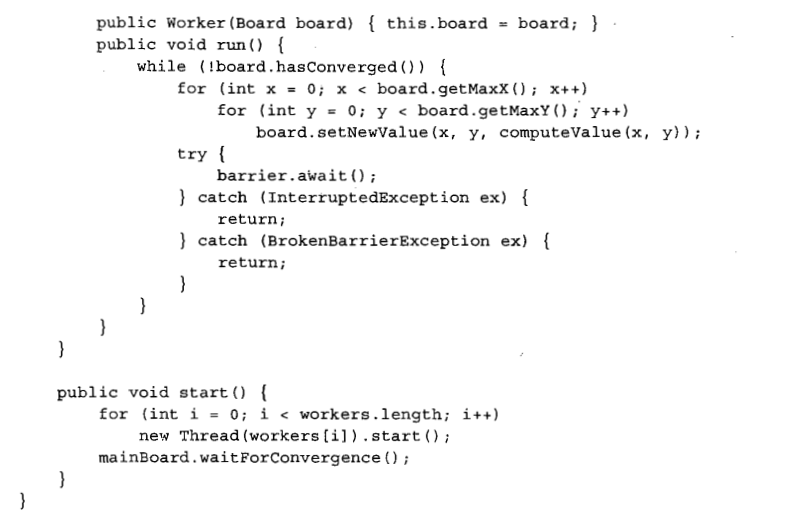 public Worker(Board board) { this.board = board; }
public void run() {
while (!board.hasConverged()) {
for (int x = 0; x < board.getMaxX(); x++)
for (int y = 0; y < board.getMaxY(); y++)
board.setNewValue(x, y, computeValue(x, y));
try {
barrier.await();
} catch (InterruptedException ex) {
return;
} catch (BrokenBarrierException ex) {
return;
}
}
}
}
public void start() {
for (int i = 0; i < workers.length; i++)
new Thread(workers[i]).start();
mainBoard.waitForConvergence();
}
}